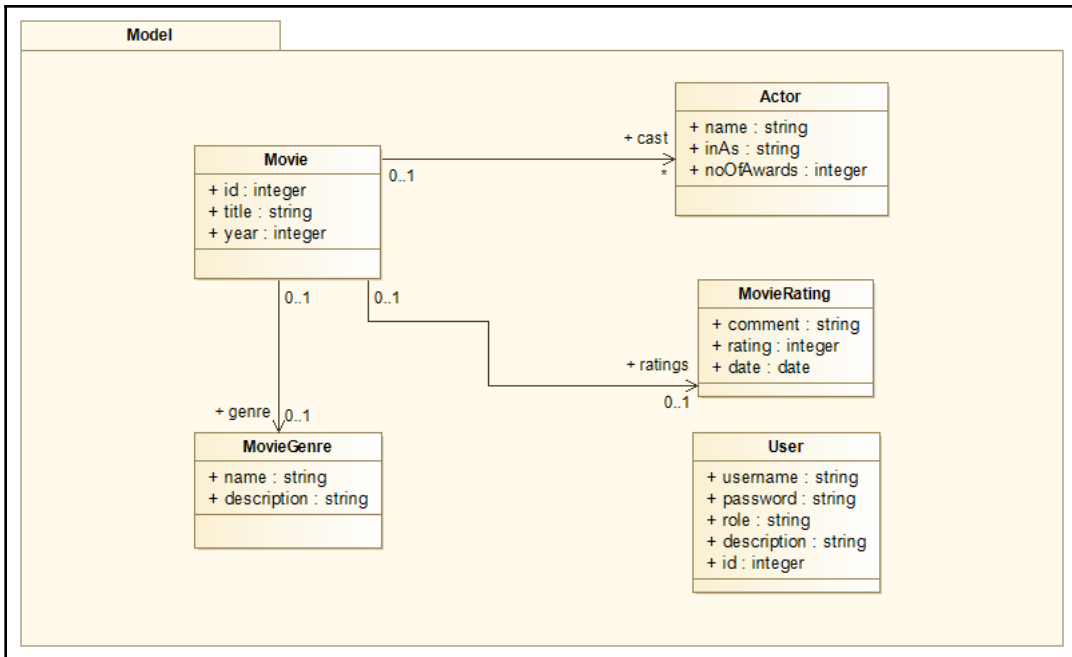 Model
Actor
+ name : string
+ inAs : string
+ noOfAwards : integer
+ cast
*
0..1
Movie
+ id : integer
+ title : string
+ year : integer
0..1
0..1
MovieRating
+ comment : string
+ rating : integer
+ date : date
+ ratings
0..1
+ genre
0..1
MovieGenre
+ name : string
+ description : string
User
+ username : string
+ password : string
+ role : string
+ description : string
+ id : integer